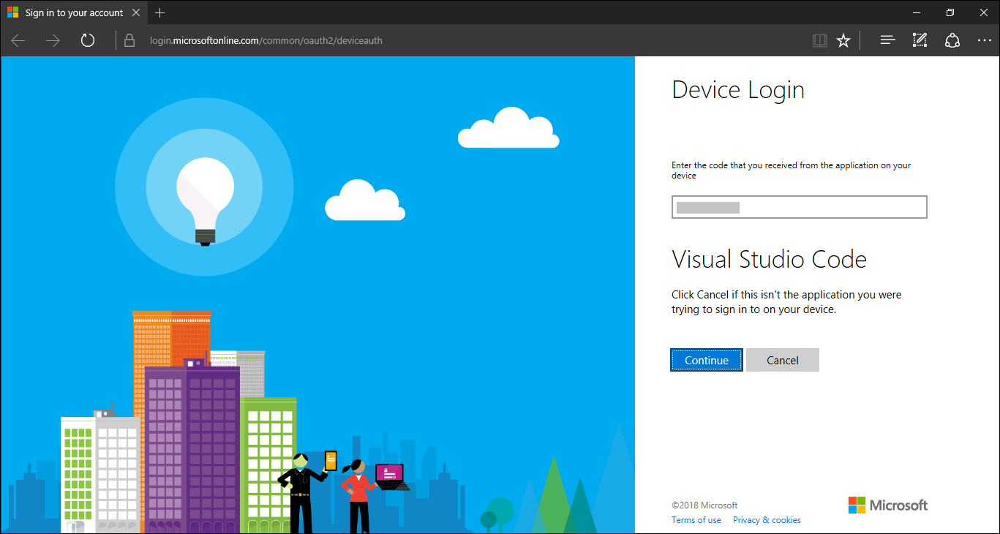 Sign in to your account
login.microsoftonline.com/common/oauth2/deviceauth
Device Login
Enter the code that you received from the application on your
device
Visual Studio Code
Click Cancel if this isn't the application you were
trying to sign in to on your device.
Continue Cancel
©2018 Microsoft
Microsoft
Terms of use Privacy & cookies